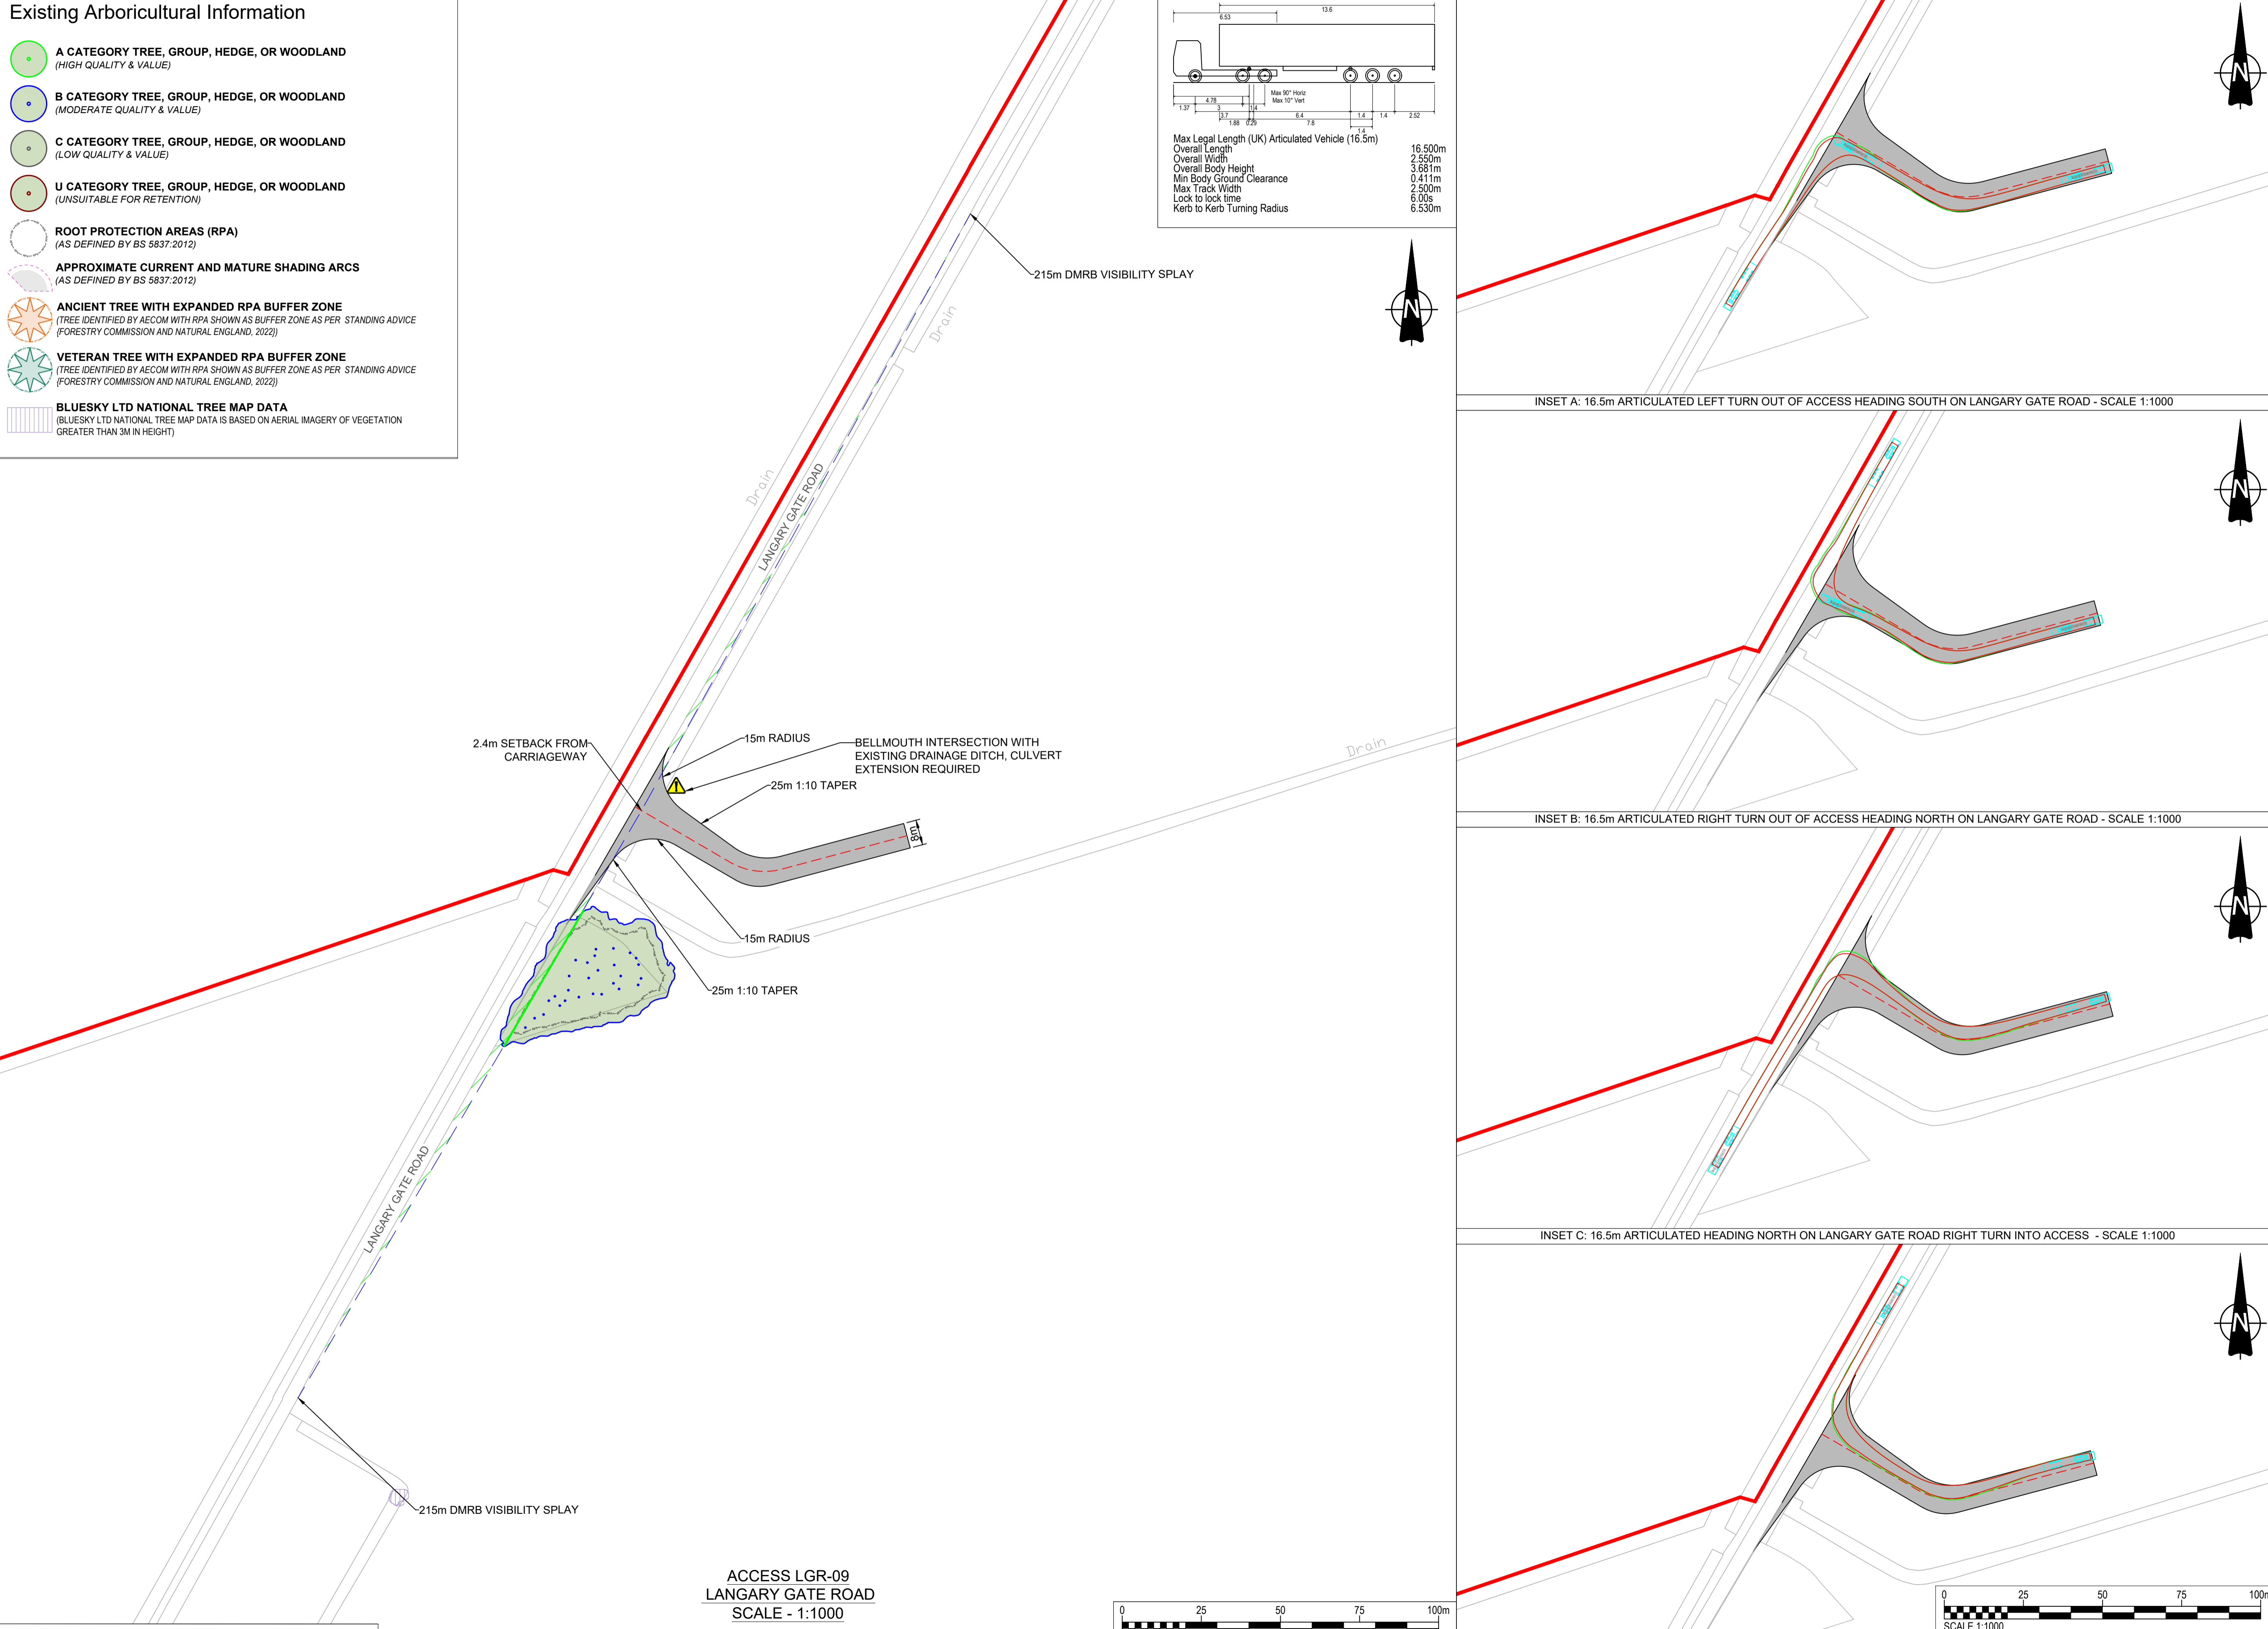 Existing Arboricultural Information
A CATEGORY TREE, GROUP, HEDGE, OR WOODLAND
(HIGH QUALITY & VALUE)
B CATEGORY TREE, GROUP, HEDGE, OR WOODLAND
(MODERATE QUALITY & VALUE)
C CATEGORY TREE, GROUP, HEDGE, OR WOODLAND
(LOW QUALITY & VALUE)
U CATEGORY TREE, GROUP, HEDGE, OR WOODLAND
(UNSUITABLE FOR RETENTION)
ROOT PROTECTION AREAS (RPA)
(AS DEFINED BY BS 5837:2012)
APPROXIMATE CURRENT AND MATURE SHADING ARCS
(AS DEFINED BY BS 5837:2012)
ANCIENT TREE WITH EXPANDED RPA BUFFER ZONE
(TREE IDENTIFIED BY AECOM WITH RPA SHOWN AS BUFFER ZONE AS PER STANDING ADVICE
{FORESTRY COMMISSION AND NATURAL ENGLAND, 2022})
VETERAN TREE WITH EXPANDED RPA BUFFER ZONE
(TREE IDENTIFIED BY AECOM WITH RPA SHOWN AS BUFFER ZONE AS PER STANDING ADVICE
{FORESTRY COMMISSION AND NATURAL ENGLAND, 2022})
BLUESKY LTD NATIONAL TREE MAP DATA
(BLUESKY LTD NATIONAL TREE MAP DATA IS BASED ON AERIAL IMAGERY OF VEGETATION
GREATER THAN 3M IN HEIGHT)
13.6
6.53
Max 90° Horiz
Max 10° Vert
4.78
1.37
3
1.4
3.7
6.4
1.4
1.4
2.52
1.88
0.29
7.8
1.4
Max Legal Length (UK) Articulated Vehicle (16.5m)
Overall Length 16.500m
Overall Width 2.550m
Overall Body Height 3.681m
Min Body Ground Clearance 0.411m
Max Track Width 2.500m
Lock to lock time 6.00s
Kerb to Kerb Turning Radius 6.530m
N
215m DMRB VISIBILITY SPLAY
Drain
Drain
LANGARY GATE ROAD
2.4m SETBACK FROM
CARRIAGEWAY
15m RADIUS
BELLMOUTH INTERSECTION WITH
EXISTING DRAINAGE DITCH, CULVERT
EXTENSION REQUIRED
25m 1:10 TAPER
8m
Drain
15m RADIUS
25m 1:10 TAPER
LANGARY GATE ROAD
215m DMRB VISIBILITY SPLAY
ACCESS LGR-09
LANGARY GATE ROAD
SCALE - 1:1000
0 25 50 75 100m
N
INSET A: 16.5m ARTICULATED LEFT TURN OUT OF ACCESS HEADING SOUTH ON LANGARY GATE ROAD - SCALE 1:1000
N
INSET B: 16.5m ARTICULATED RIGHT TURN OUT OF ACCESS HEADING NORTH ON LANGARY GATE ROAD - SCALE 1:1000
N
INSET C: 16.5m ARTICULATED HEADING NORTH ON LANGARY GATE ROAD RIGHT TURN INTO ACCESS - SCALE 1:1000
N
0 25 50 75 100m
SCALE 1:1000